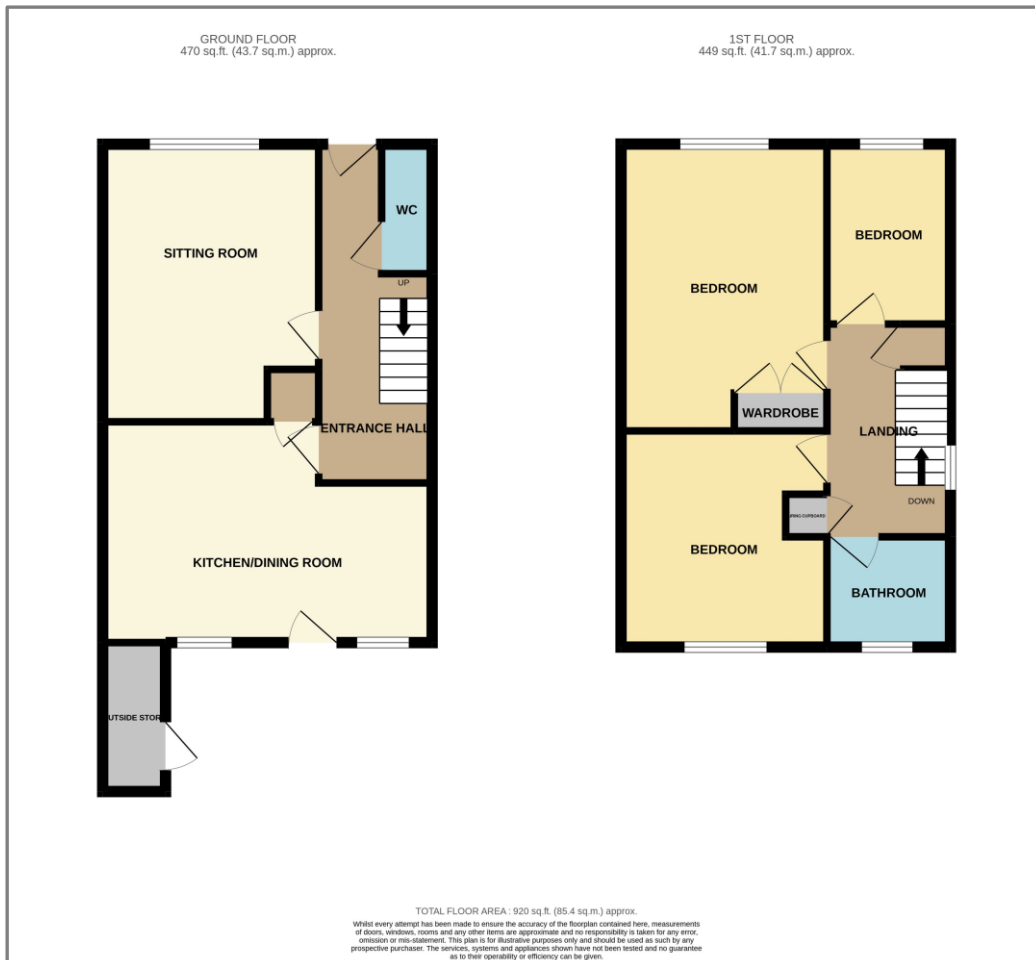 GROUND FLOOR
470 sq.ft. (43.7 sq.m.) approx.
1ST FLOOR
449 sq.ft. (41.7 sq.m.) approx.
WC
SITTING ROOM
UP
ENTRANCE HALL
KITCHEN/DINING ROOM
UTSIDE STOR
BEDROOM
BEDROOM
WARDROBE
LANDING
DOWN
CUPBOARD
BEDROOM
BATHROOM
TOTAL FLOOR AREA : 920 sq.ft. (85.4 sq.m.) approx.
Whilst every attempt has been made to ensure the accuracy of the floorplan contained here, measurements
of doors, windows, rooms and any other items are approximate and no responsibility is taken for any error,
omission or mis-statement. This plan is for illustrative purposes only and should be used as such by any
prospective purchaser. The services, systems and appliances shown have not been tested and no guarantee
as to their operability or efficiency can be given.